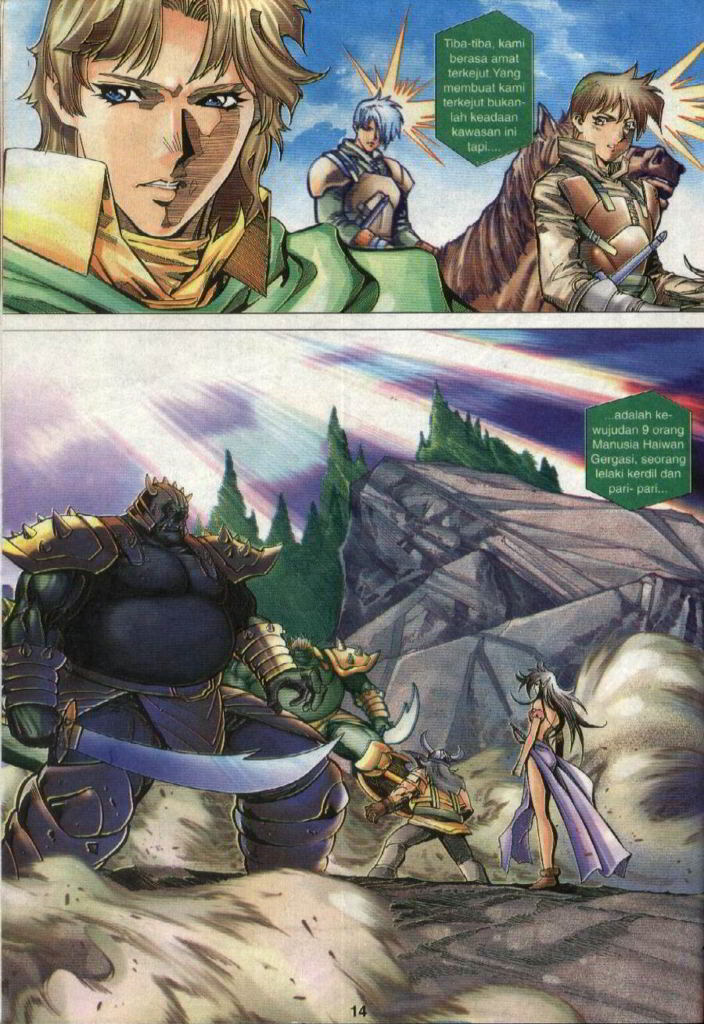 Tiba-tiba, kami
berasa amat
terkejut.Yang
membuat kami
terkejut bukan-
lah keadaan
kawasan ini
tapi....
...adalah ke-
wujudan 9 orang
Manusia Haiwan
Gergasi, seorang
lelaki kerdil dan
pari- pari...
14